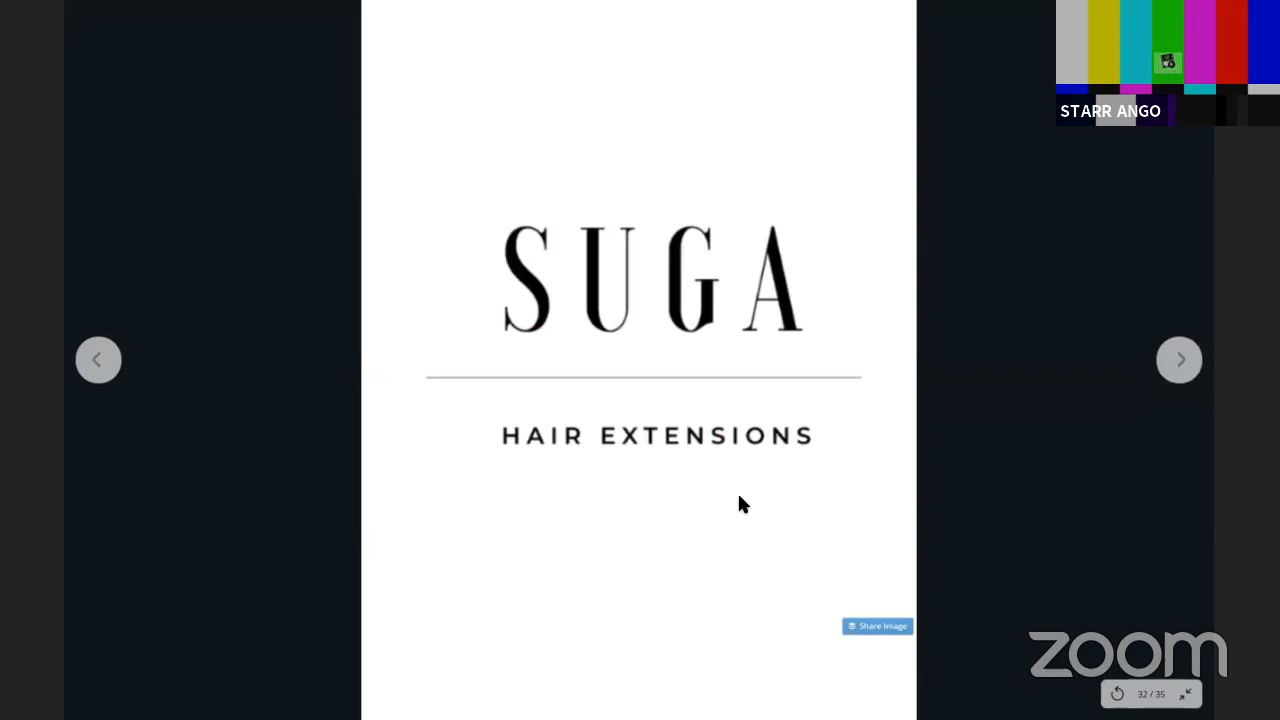 STARR ANGO
SUGA
HAIR EXTENSIONS
Share Image
zoom
32 / 35